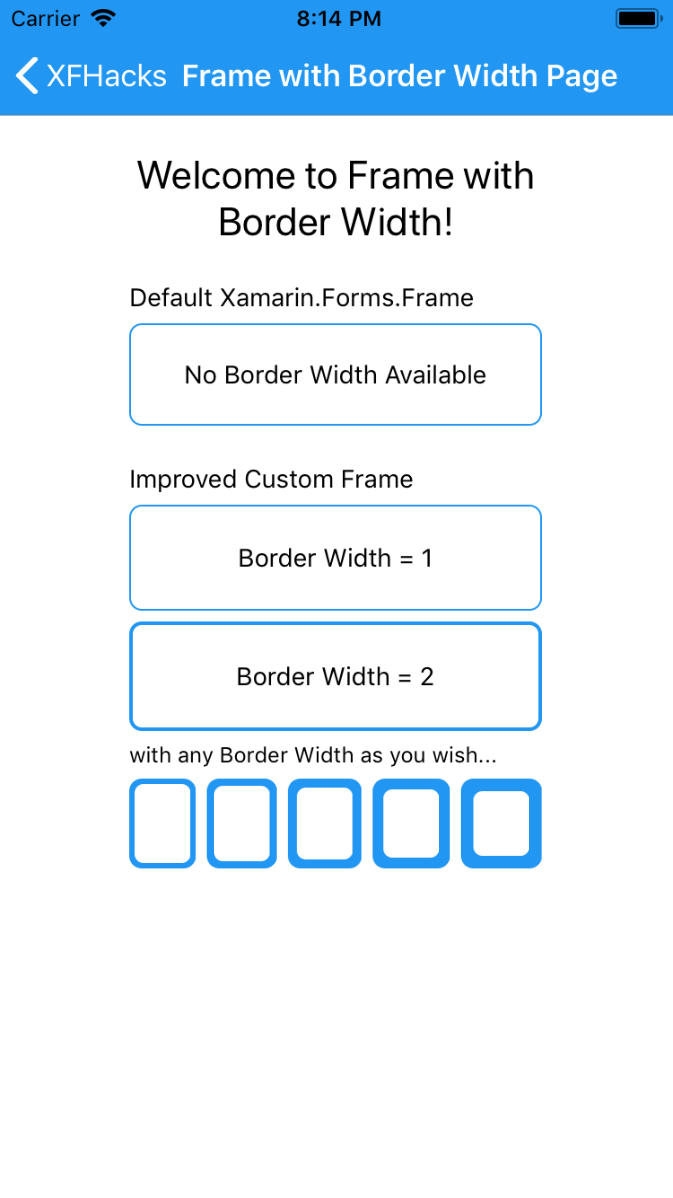 Carrier 8:14 PM
XFHacks Frame with Border Width Page
Welcome to Frame with
Border Width!
Default Xamarin.Forms.Frame
No Border Width Available
Improved Custom Frame
Border Width = 1
Border Width = 2
with any Border Width as you wish...